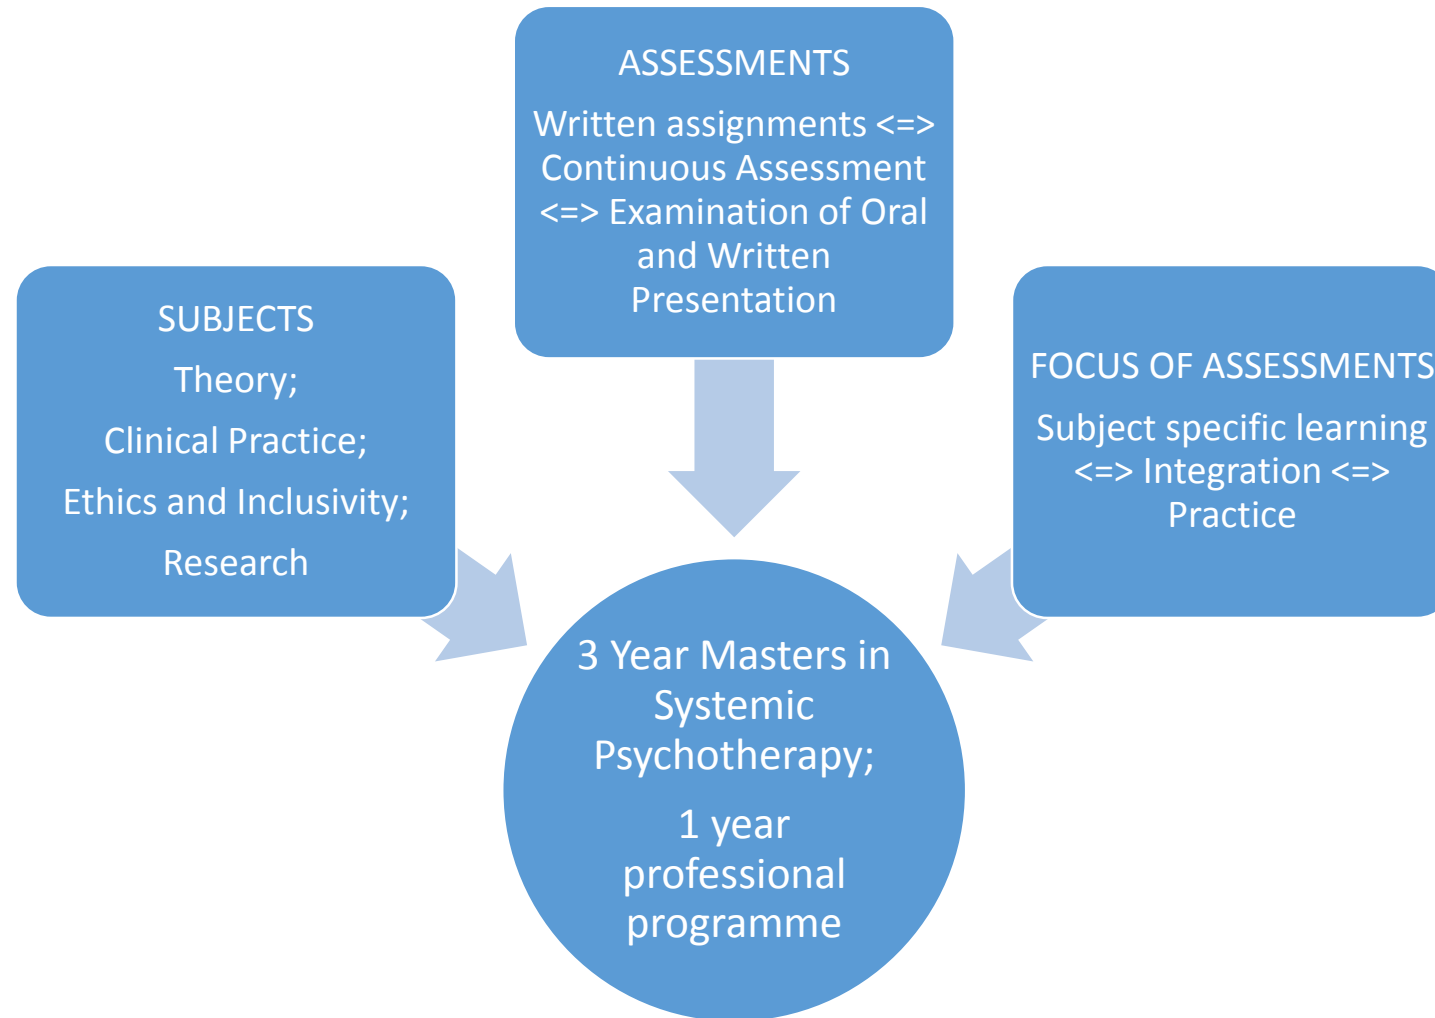 ASSESSMENTS
Written assignments <=>
Continuous Assessment
<=> Examination of Oral
and Written
Presentation
SUBJECTS
Theory;
Clinical Practice;
Ethics and Inclusivity;
Research
FOCUS OF ASSESSMENTS
Subject specific learning
<=> Integration <=>
Practice
3 Year Masters in
Systemic
Psychotherapy;
1 year
professional
programme